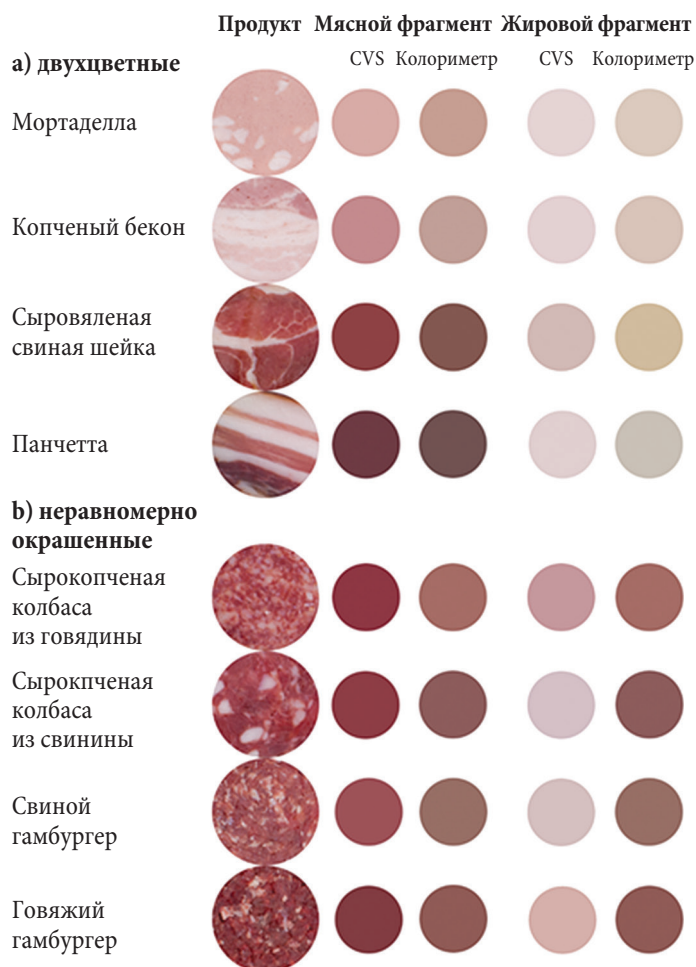 Продукт Мясной фрагмент Жировой фрагмент
CVS Колориметр CVS Колориметр
а) двухцветные
Мортаделла
Копченый бекон
Сыровяленая
свиная шейка
Панчетта
b) неравномерно
окрашенные
Сырокопченая
колбаса
из говядины
Сырокпченая
колбаса
из свинины
Свиной
гамбургер
Говяжий
гамбургер